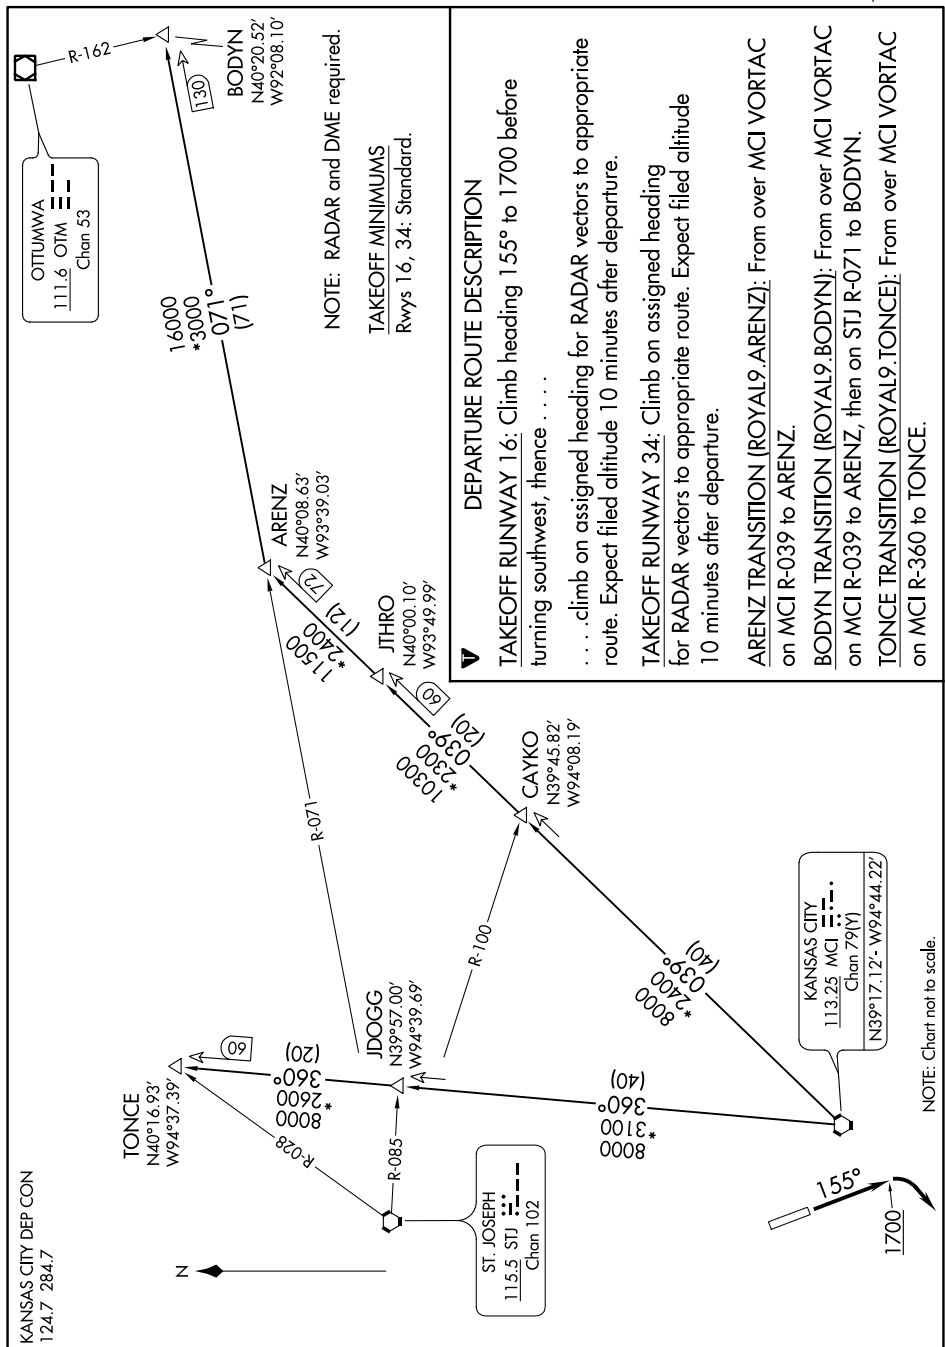 KANSAS CITY DEP CON
124.7 284.7
OTTUMWA
111.6 OTM
Chan 53
R-162
BODYN
N40°20.52'
W92°08.10'
130
16000
*3000
071°
(71)
NOTE: RADAR and DME required.
TAKEOFF MINIMUMS
Rwys 16, 34: Standard.
ARENZ
N40°08.63'
W93°39.03'
72
11500
*2400
(12)
JTHRO
N40°00.10'
W93°49.99'
60
10300
*2300
039°
(20)
CAYKO
N39°45.82'
W94°08.19'
R-071
R-100
8000
*2400
039°
(40)
TONCE
N40°16.93'
W94°37.39'
60
8000
*2600
360°
(20)
JDOGG
N39°57.00'
W94°39.69'
R-028
R-085
8000
*3100
360°
(40)
N
ST. JOSEPH
115.5 STJ
Chan 102
KANSAS CITY
113.25 MCI
Chan 79(Y)
N39°17.12'- W94°44.22'
155°
1700
NOTE: Chart not to scale.
T
DEPARTURE ROUTE DESCRIPTION
TAKEOFF RUNWAY 16: Climb heading 155° to 1700 before
turning southwest, thence . . . .
. . . .climb on assigned heading for RADAR vectors to appropriate
route. Expect filed altitude 10 minutes after departure.
TAKEOFF RUNWAY 34: Climb on assigned heading
for RADAR vectors to appropriate route. Expect filed altitude
10 minutes after departure.
ARENZ TRANSITION (ROYAL9.ARENZ): From over MCI VORTAC
on MCI R-039 to ARENZ.
BODYN TRANSITION (ROYAL9.BODYN): From over MCI VORTAC
on MCI R-039 to ARENZ, then on STJ R-071 to BODYN.
TONCE TRANSITION (ROYAL9.TONCE): From over MCI VORTAC
on MCI R-360 to TONCE.